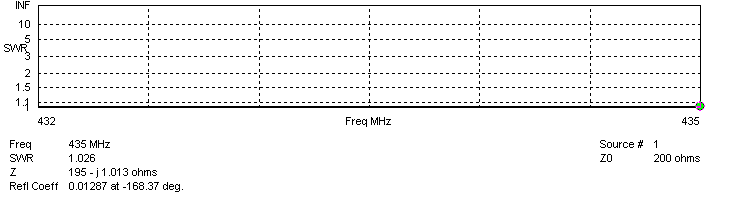 INF
10
5
SWR
3
2
1.5
1.1
1
432 Freq MHz 435
Freq 435 MHz Source # 1
SWR 1.026 Z0 200 ohms
Z 195 - j 1.013 ohms
Refl Coeff 0.01287 at -168.37 deg.